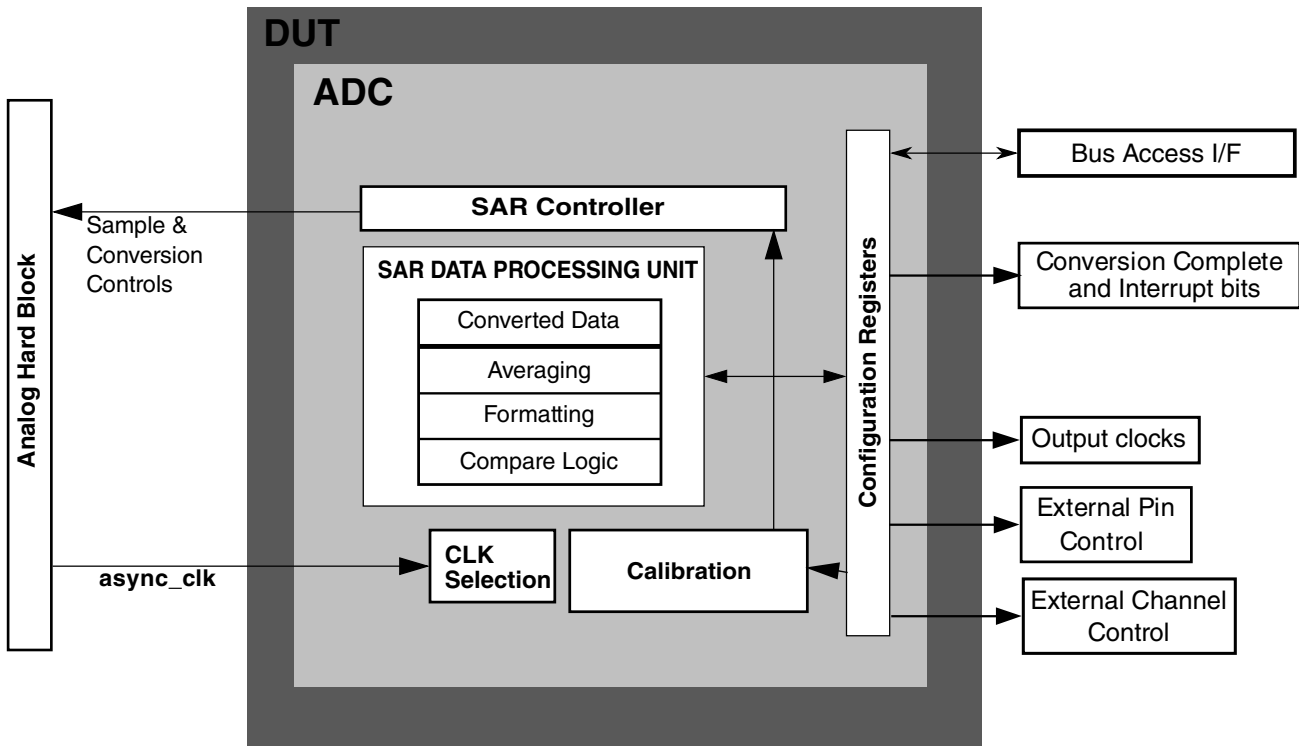 DUT
ADC
Analog Hard Block
Sample &
Conversion
Controls
async_clk
SAR Controller
SAR DATA PROCESSING UNIT
Converted Data
Averaging
Formatting
Compare Logic
CLK
Selection
Calibration
Configuration Registers
Bus Access I/F
Conversion Complete
and Interrupt bits
Output clocks
External Pin
Control
External Channel
Control